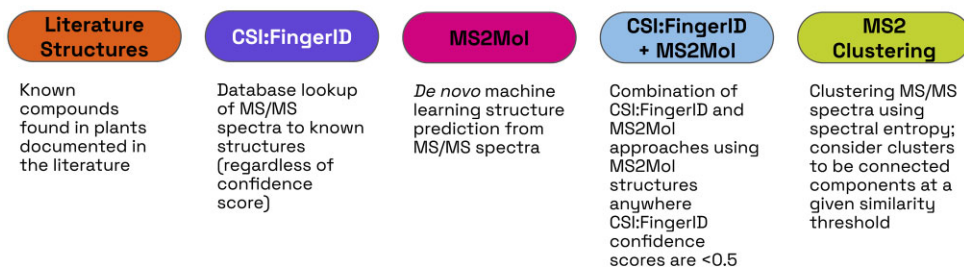 Literature
Structures
Known
compounds
found in plants
documented in
the literature
CSI:FingerID
Database lookup
of MS/MS
spectra to known
structures
(regardless of
confidence
score)
MS2Mol
De novo machine
learning structure
prediction from
MS/MS spectra
CSI:FingerID
+ MS2Mol
Combination of
CSI:FingerID and
MS2Mol
approaches using
MS2Mol
structures
anywhere
CSI:FingerID
confidence
scores are <0.5
MS2
Clustering
Clustering MS/MS
spectra using
spectral entropy;
consider clusters
to be connected
components at a
given similarity
threshold